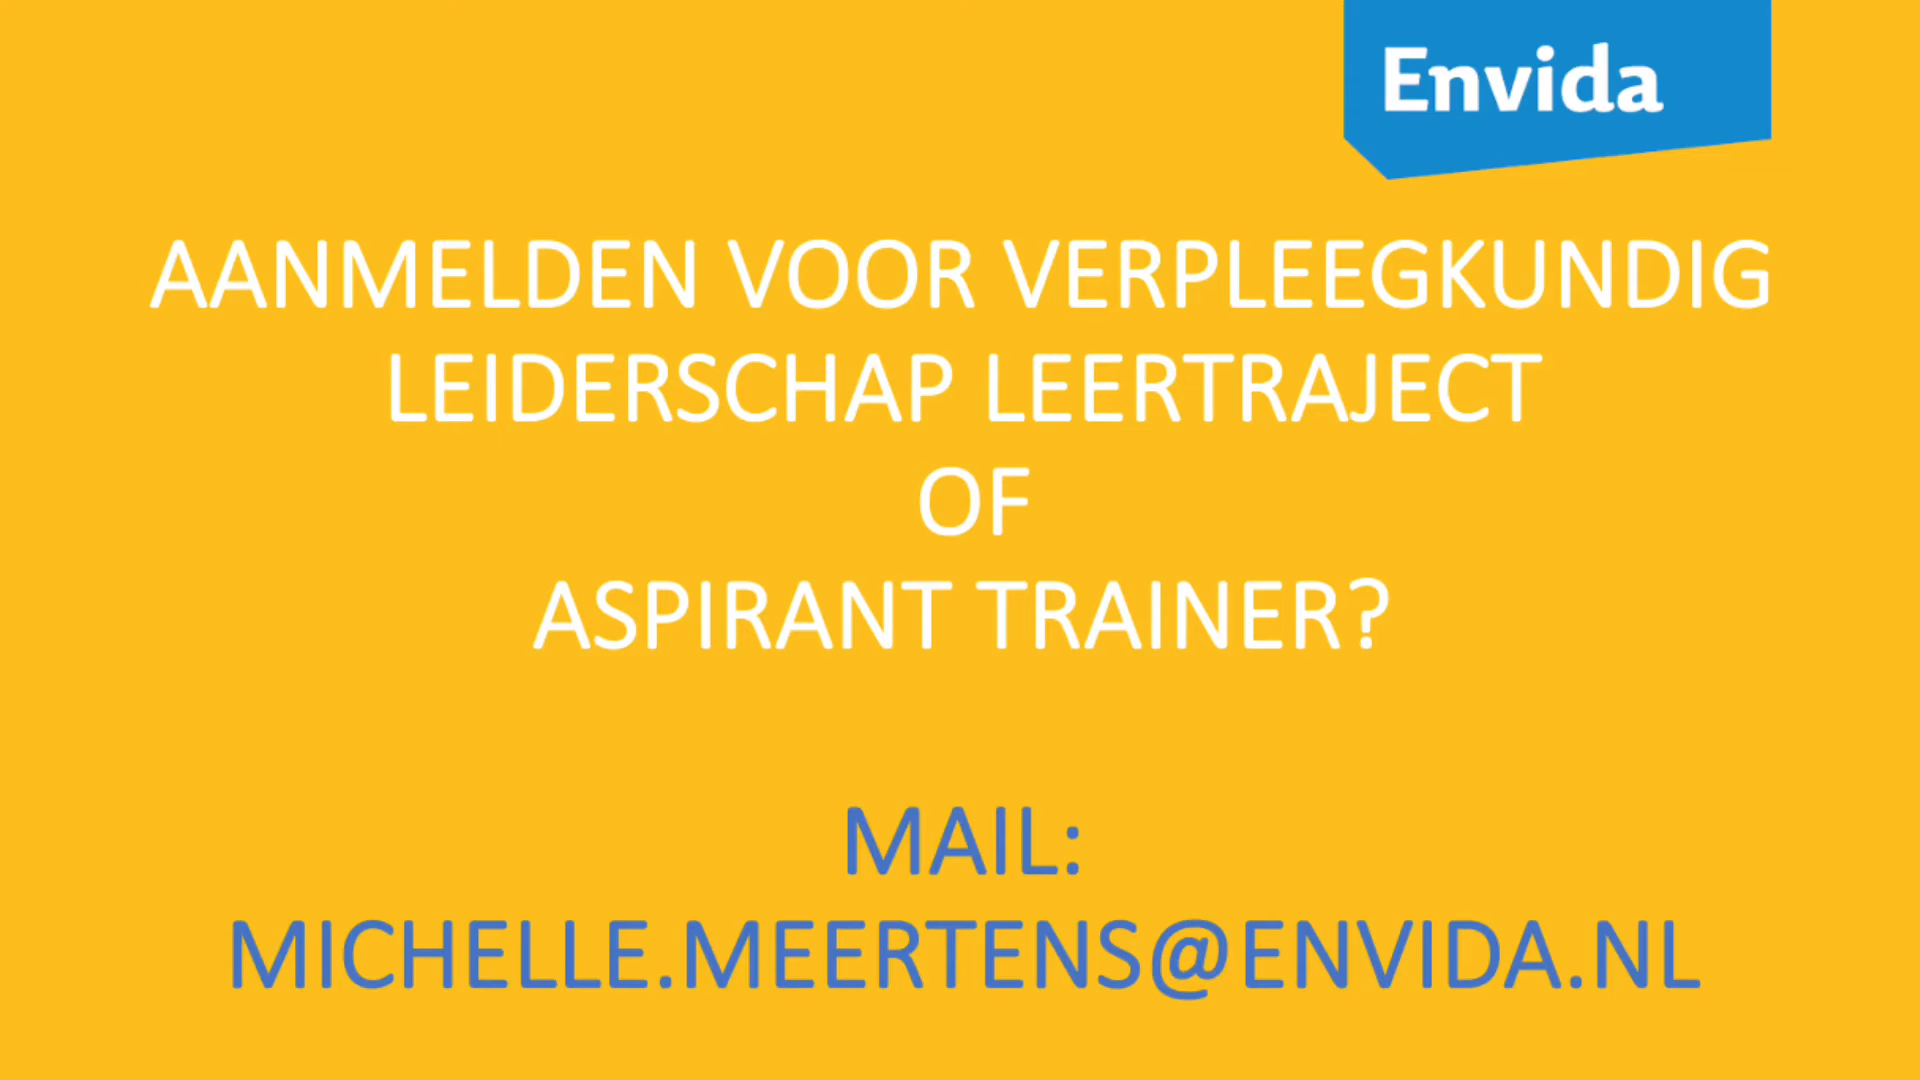 Envida
AANMELDEN VOOR VERPLEEGKUNDIG
LEIDERSCHAP LEERTRAJECT
OF
ASPIRANT TRAINER?
MAIL:
MICHELLE.MEERTENS@ENVIDA.NL